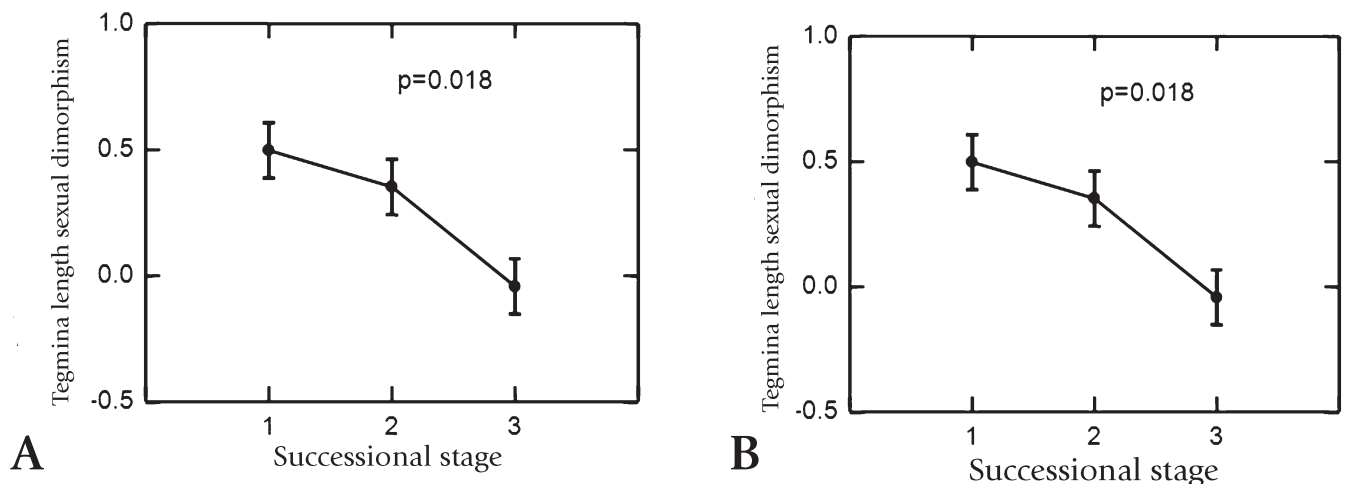 1.0
Tegmina length sexual dimorphism
p=0.018
0.5
0.0
-0.5
1 2 3
A
Successional stage
1.0
Tegmina length sexual dimorphism
p=0.018
0.5
0.0
-0.5
1 2 3
B
Successional stage